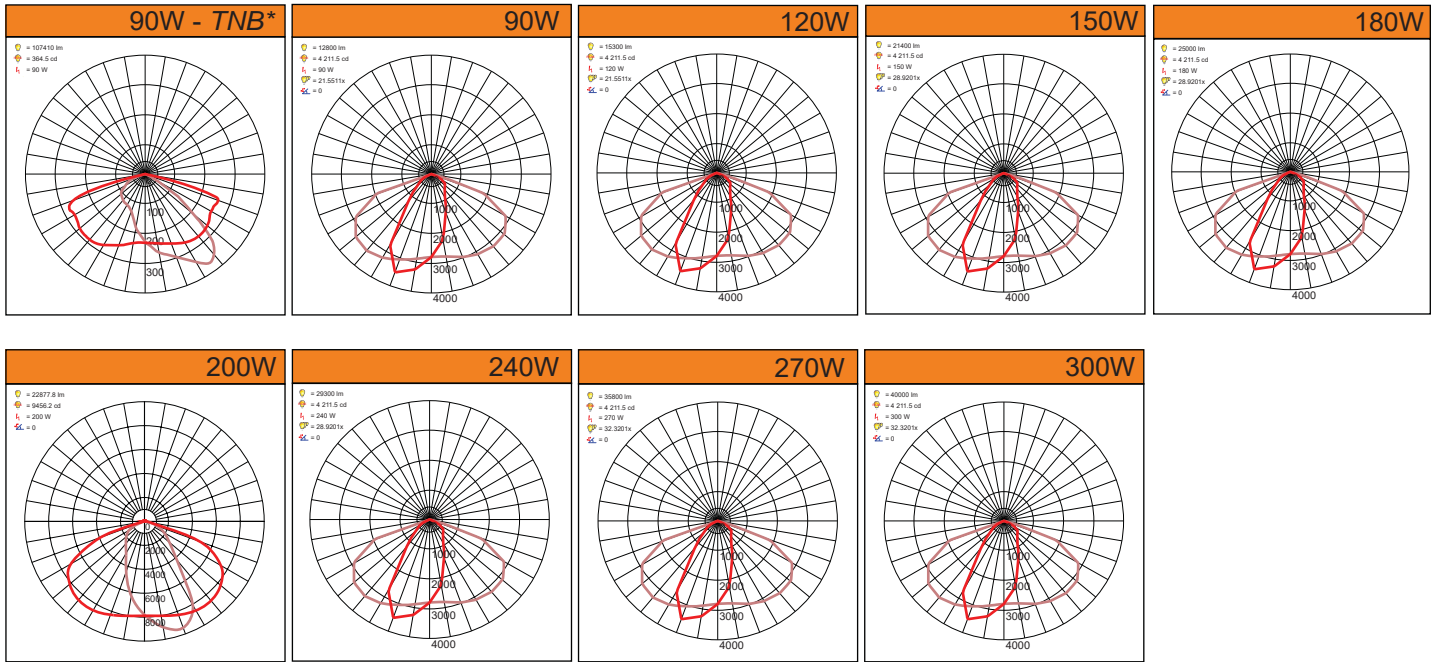 90W - TNB*
= 107410 lm
= 364.5 cd
= 90 W
100
200
300
90W
= 12800 lm
= 4 211.5 cd
= 90 W
= 21.5511x
= 0
1000
2000
3000
4000
120W
= 15300 lm
= 4 211.5 cd
= 120 W
= 21.5511x
= 0
1000
2000
3000
4000
150W
= 21400 lm
= 4 211.5 cd
= 150 W
= 28.9201x
= 0
1000
2000
3000
4000
180W
= 25000 lm
= 4 211.5 cd
= 180 W
= 28.9201x
= 0
1000
2000
3000
4000
200W
= 22877.8 lm
= 9456.2 cd
= 200 W
= 0
0
2000
4000
6000
8000
240W
= 29300 lm
= 4 211.5 cd
= 240 W
= 28.9201x
= 0
1000
2000
3000
4000
270W
= 35800 lm
= 4 211.5 cd
= 270 W
= 32.3201x
= 0
1000
2000
3000
4000
300W
= 40000 lm
= 4 211.5 cd
= 300 W
= 32.3201x
= 0
1000
2000
3000
4000